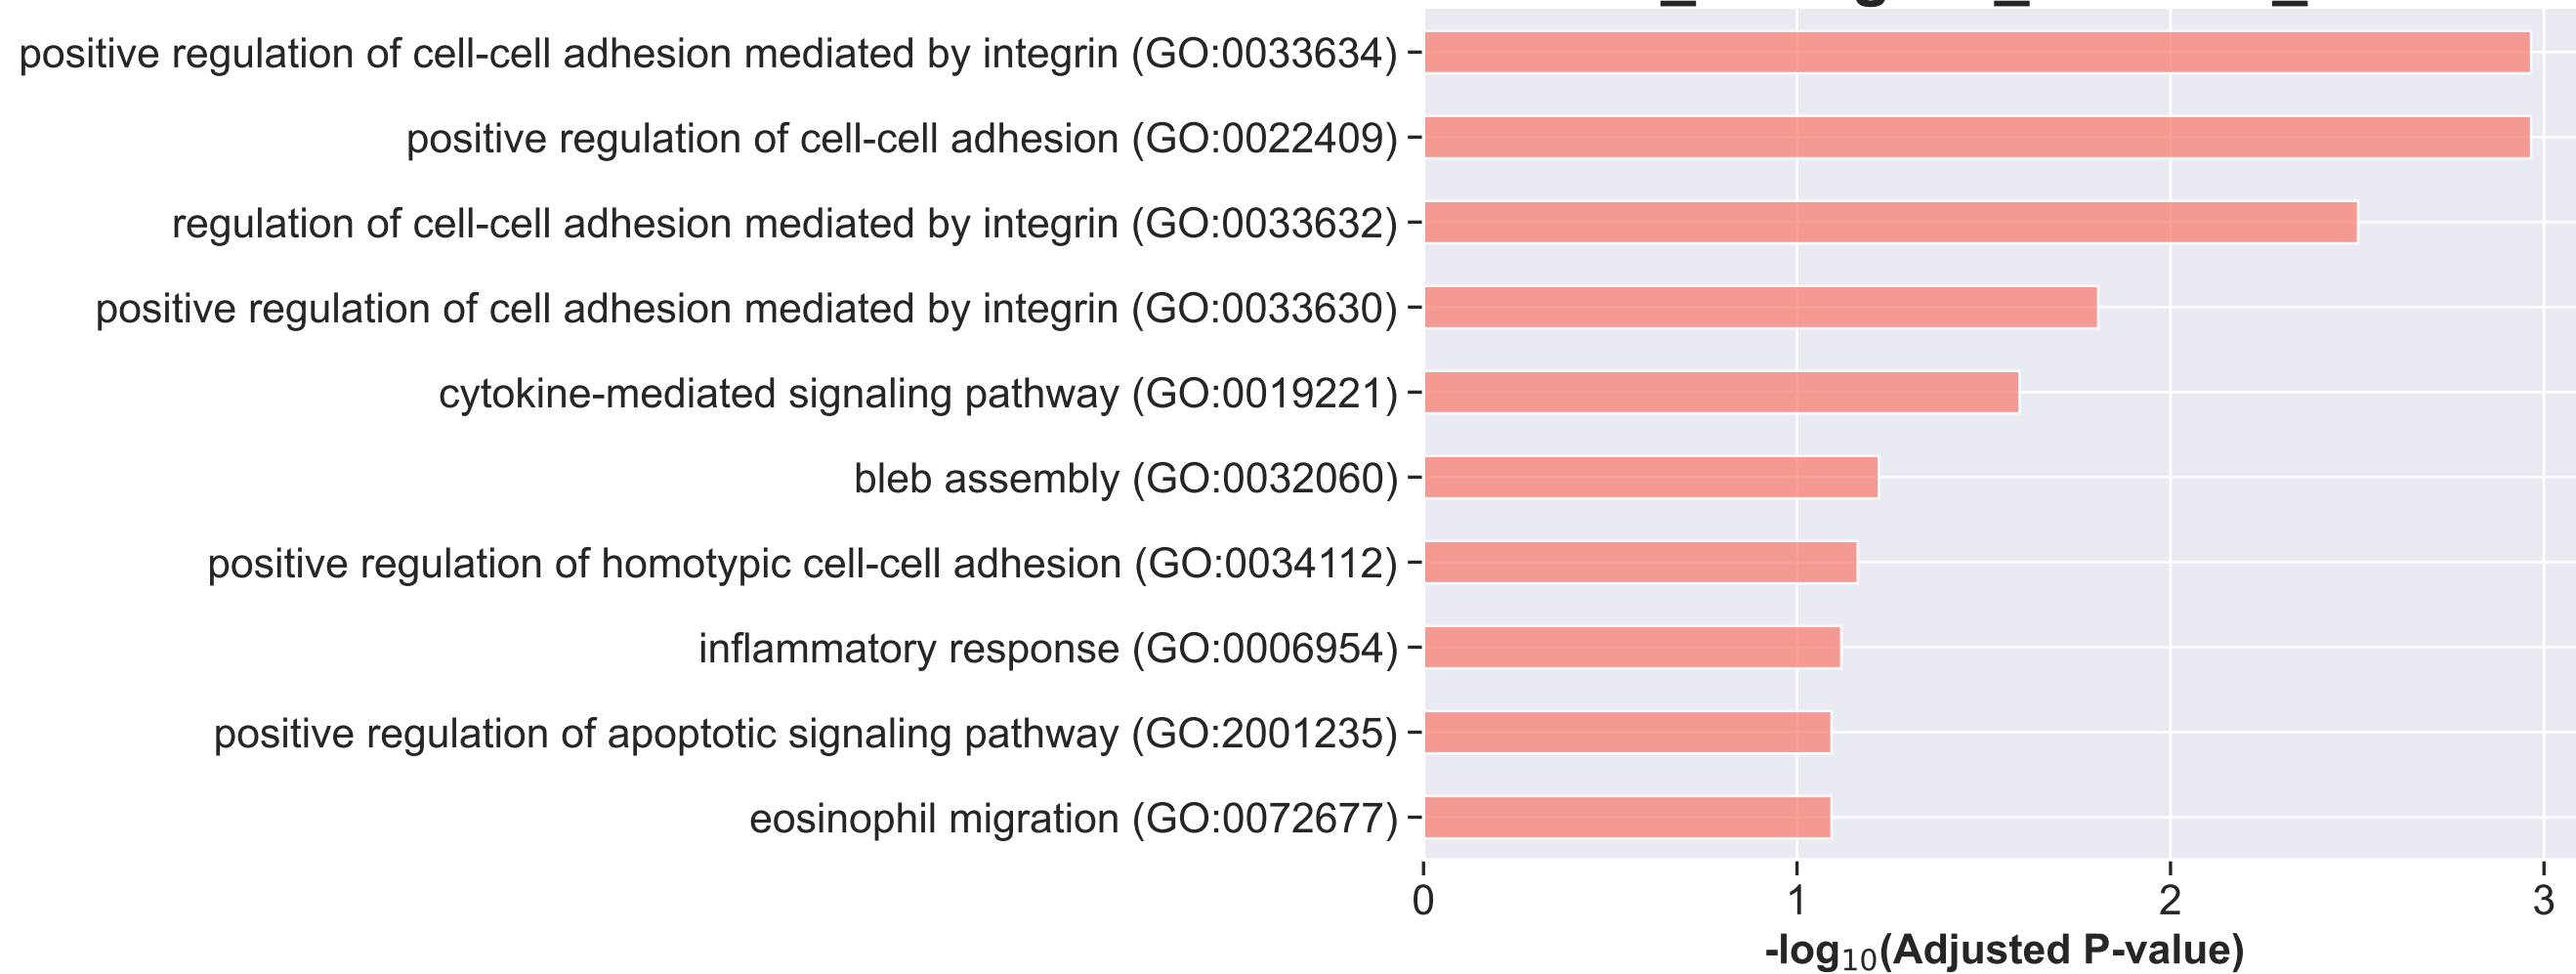 positive regulation of cell-cell adhesion mediated by integrin (GO:0033634)
positive regulation of cell-cell adhesion (GO:0022409)
regulation of cell-cell adhesion mediated by integrin (GO:0033632)
positive regulation of cell adhesion mediated by integrin (GO:0033630)
cytokine-mediated signaling pathway (GO:0019221)
bleb assembly (GO:0032060)
positive regulation of homotypic cell-cell adhesion (GO:0034112)
inflammatory response (GO:0006954)
positive regulation of apoptotic signaling pathway (GO:2001235)
eosinophil migration (GO:0072677)
0 1 2 3
-log₁₀(Adjusted P-value)